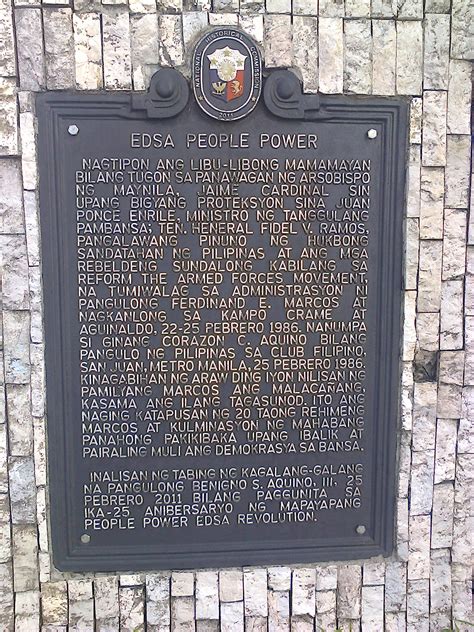 NATIONAL HISTORICAL COMMISSION
2011
EDSA PEOPLE POWER
NAGTIPON ANG LIBU-LIBONG MAMAMAYAN
BILANG TUGON SA PANAWAGAN NG ARSOBISPO
NG MAYNILA, JAIME CARDINAL SIN
UPANG BIGYANG PROTEKSYON SINA JUAN
PONCE ENRILE, MINISTRO NG TANGGULANG
PAMBANSA; TEN. HENERAL FIDEL V. RAMOS,
PANGALAWANG PINUNO NG HUKBONG
SANDATAHAN NG PILIPINAS AT ANG MGA
REBELDENG SUNDALONG KABILANG SA
REFORM THE ARMED FORCES MOVEMENT,
NA TUMIWALAG SA ADMINISTRASYON NI
PANGULONG FERDINAND E. MARCOS AT
NAGKANLONG SA KAMPO CRAME AT
AGUINALDO. 22-25 PEBRERO 1986. NANUMPA
SI GINANG CORAZON C. AQUINO BILANG
PANGULO NG PILIPINAS SA CLUB FILIPINO,
SAN JUAN, METRO MANILA, 25 PEBRERO 1986.
KINAGABIHAN NG ARAW DING IYON NILISAN NG
PAMILYANG MARCOS ANG MALACAÑANG,
KASAMA ANG ILANG TAGASUNOD. ITO ANG
NAGING KATAPUSAN NG 20 TAONG REHIMENG
MARCOS AT KULMINASYON NG MAHABANG
PANAHONG PAKIKIBAKA UPANG IBALIK AT
PAIRALING MULI ANG DEMOKRASYA SA BANSA.
INALISAN NG TABING NG KAGALANG-GALANG
NA PANGULONG BENIGNO S. AQUINO, III, 25
PEBRERO 2011 BILANG PAGGUNITA SA
IKA-25 ANIBERSARYO NG MAPAYAPANG
PEOPLE POWER EDSA REVOLUTION.